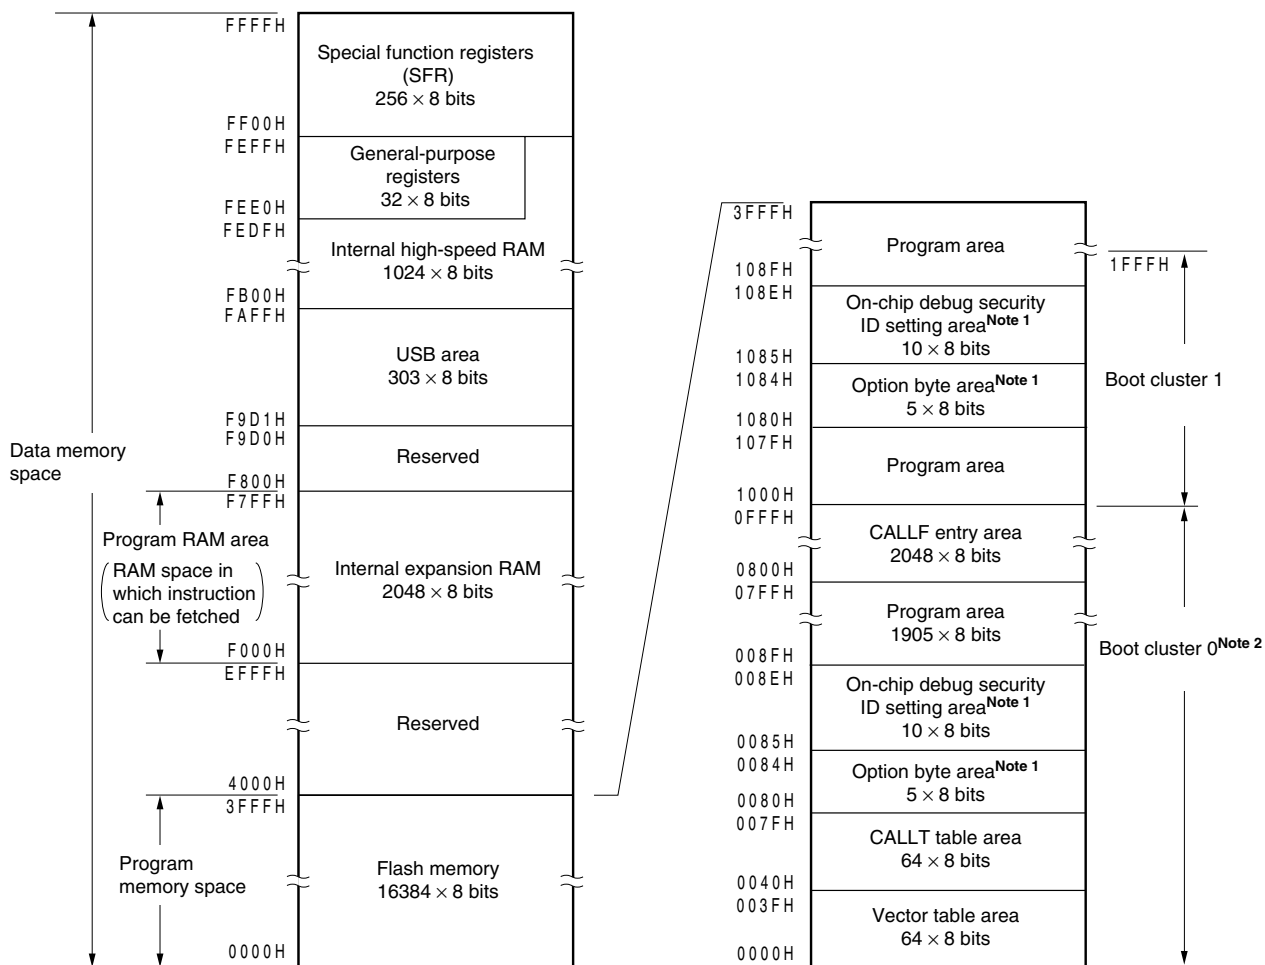 FFFFH
Special function registers
(SFR)
256 × 8 bits
FF00H
FEFFH
General-purpose
registers
32 × 8 bits
FEE0H
FEDFH
Internal high-speed RAM
1024 × 8 bits
FB00H
FAFFH
USB area
303 × 8 bits
F9D1H
F9D0H
Reserved
F800H
F7FFH
Data memory
space
Program RAM area
(RAM space in
which instruction
can be fetched)
Internal expansion RAM
2048 × 8 bits
F000H
EFFFH
Reserved
4000H
3FFFH
Program
memory space
Flash memory
16384 × 8 bits
0000H
3FFFH
Program area
1FFFH
108FH
108EH
On-chip debug security
ID setting areaNote 1
10 × 8 bits
1085H
1084H
Option byte areaNote 1
5 × 8 bits
Boot cluster 1
1080H
107FH
Program area
1000H
0FFFH
CALLF entry area
2048 × 8 bits
0800H
07FFH
Program area
1905 × 8 bits
Boot cluster 0Note 2
008FH
008EH
On-chip debug security
ID setting areaNote 1
10 × 8 bits
0085H
0084H
Option byte areaNote 1
5 × 8 bits
0080H
007FH
CALLT table area
64 × 8 bits
0040H
003FH
Vector table area
64 × 8 bits
0000H